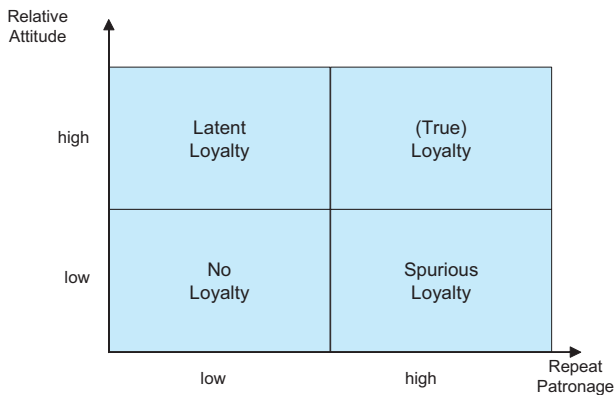 Relative
Attitude
high
Latent
Loyalty
(True)
Loyalty
low
No
Loyalty
Spurious
Loyalty
low
high
Repeat
Patronage